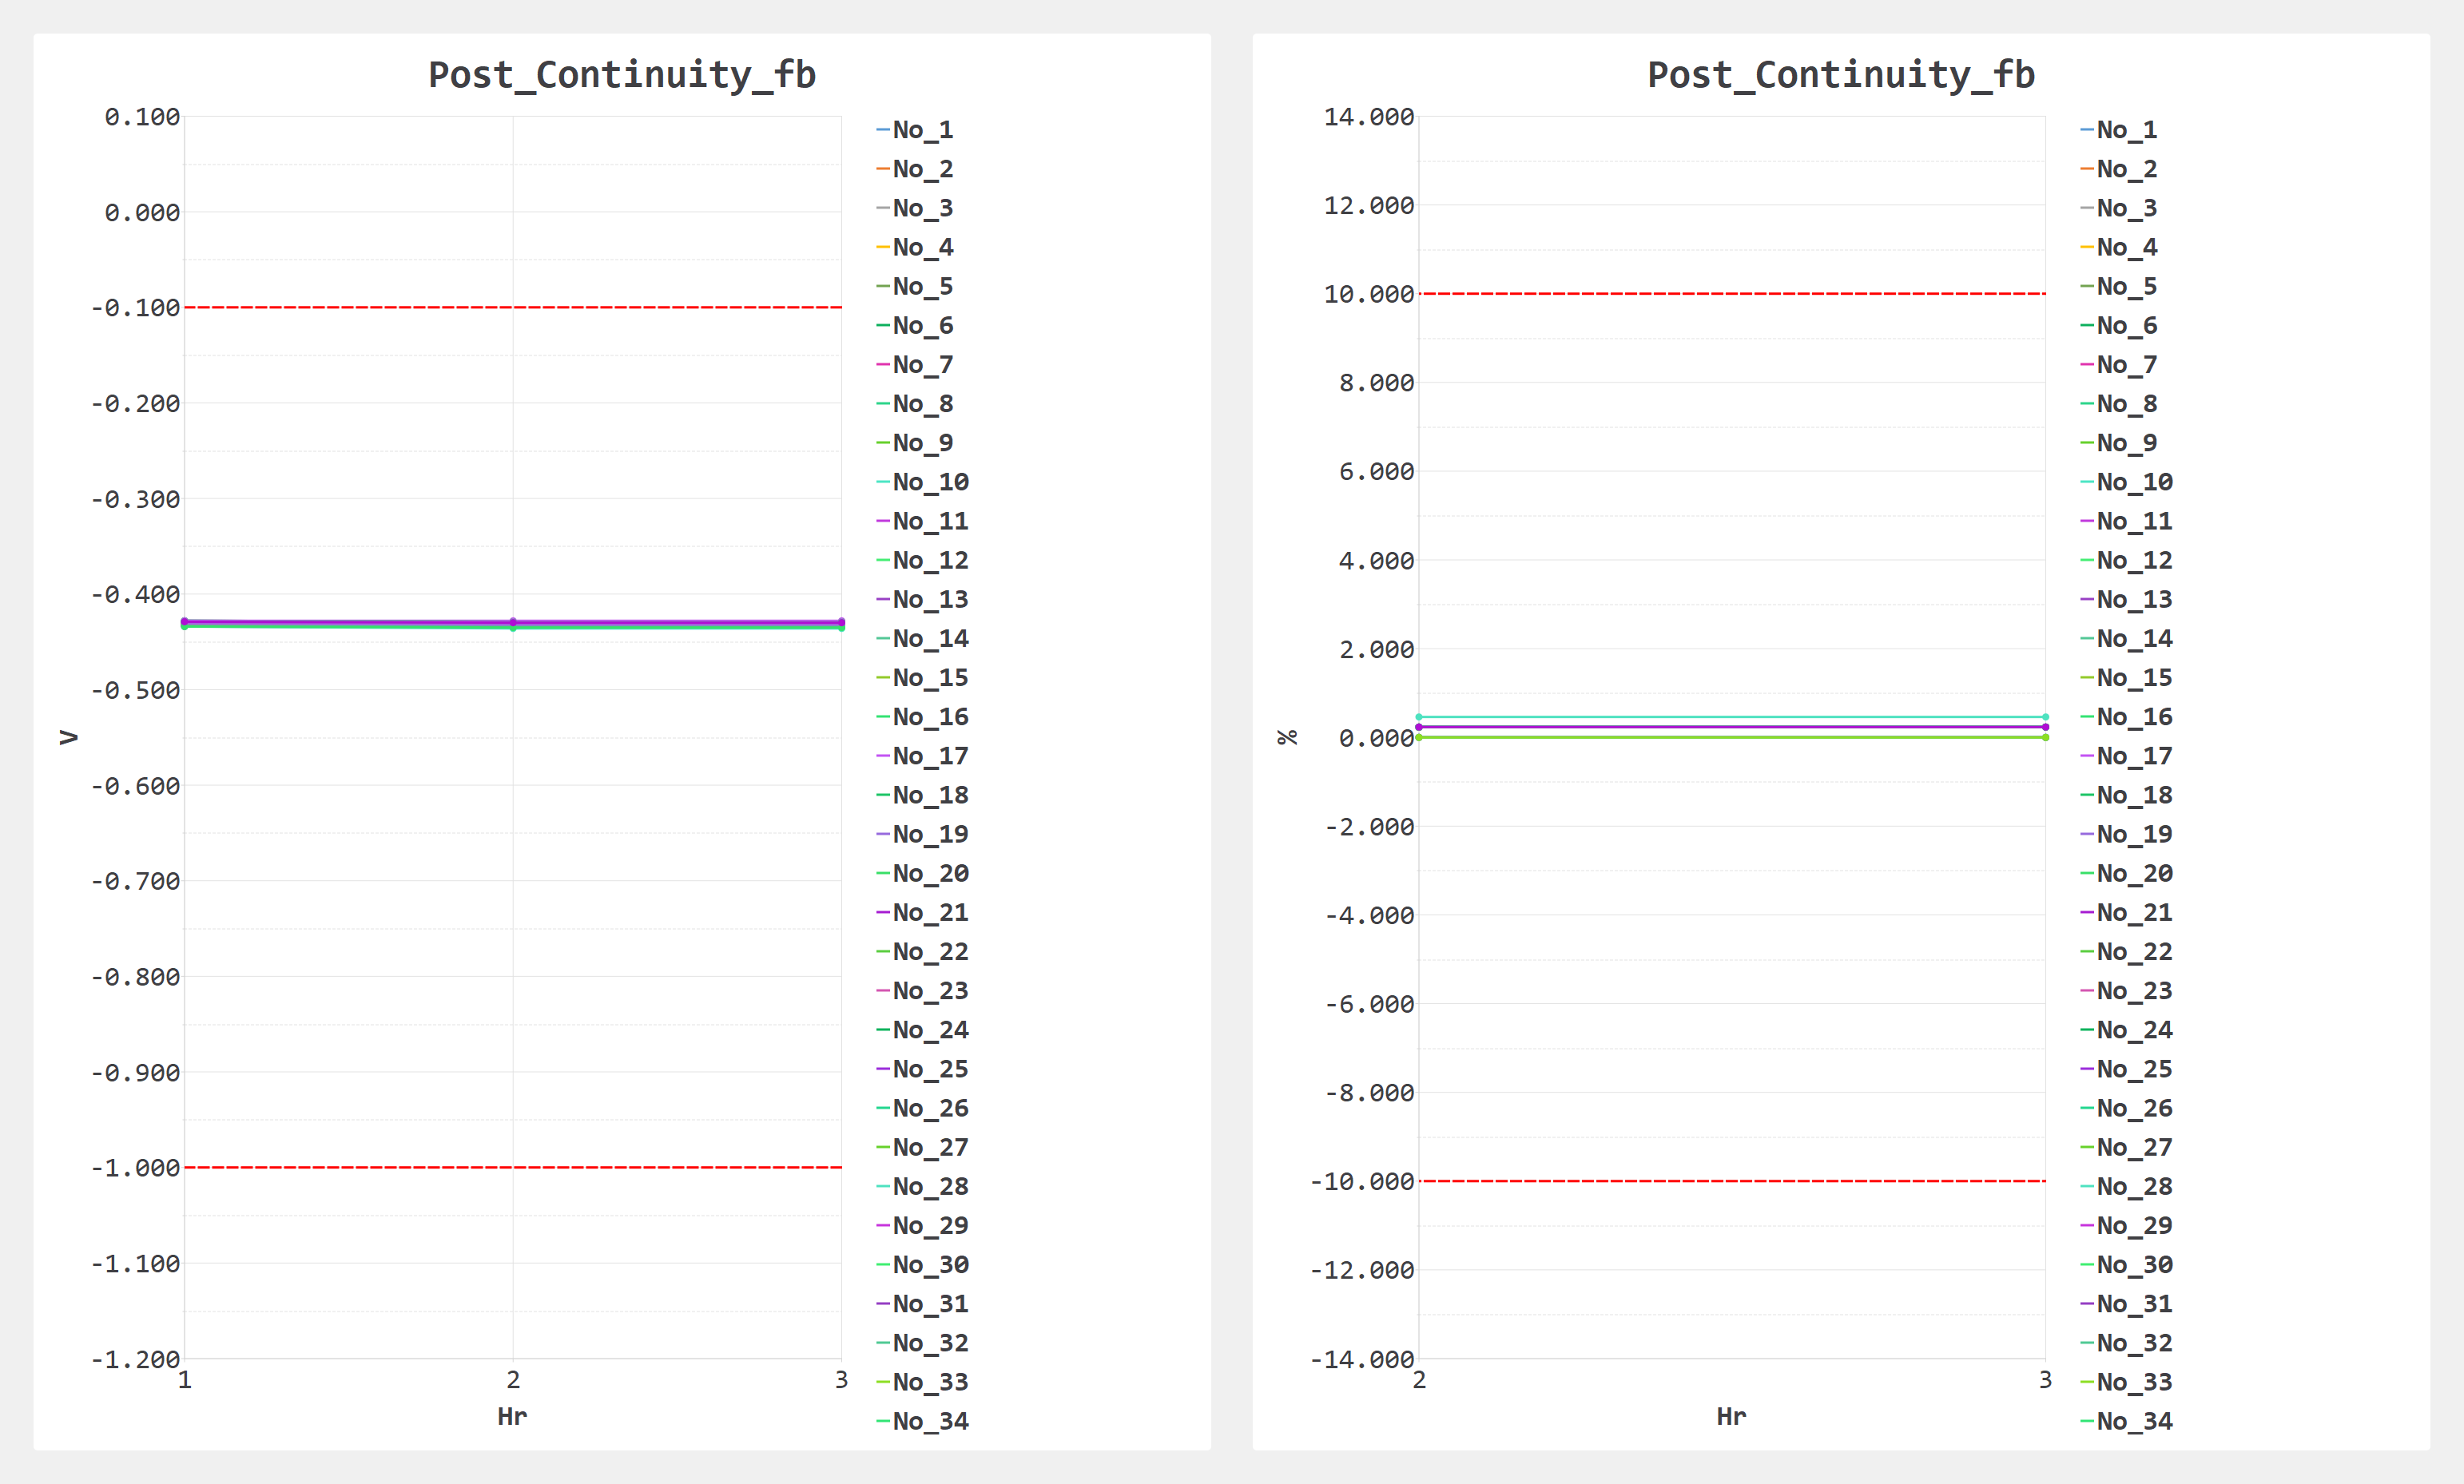 Post_Continuity_fb
0.100
0.000
-0.100
-0.200
-0.300
-0.400
-0.500
-0.600
-0.700
-0.800
-0.900
-1.000
-1.100
-1.200
V
1 2 3
Hr
No_1
No_2
No_3
No_4
No_5
No_6
No_7
No_8
No_9
No_10
No_11
No_12
No_13
No_14
No_15
No_16
No_17
No_18
No_19
No_20
No_21
No_22
No_23
No_24
No_25
No_26
No_27
No_28
No_29
No_30
No_31
No_32
No_33
No_34
Post_Continuity_fb
14.000
12.000
10.000
8.000
6.000
4.000
2.000
0.000
-2.000
-4.000
-6.000
-8.000
-10.000
-12.000
-14.000
%
2 3
Hr
No_1
No_2
No_3
No_4
No_5
No_6
No_7
No_8
No_9
No_10
No_11
No_12
No_13
No_14
No_15
No_16
No_17
No_18
No_19
No_20
No_21
No_22
No_23
No_24
No_25
No_26
No_27
No_28
No_29
No_30
No_31
No_32
No_33
No_34